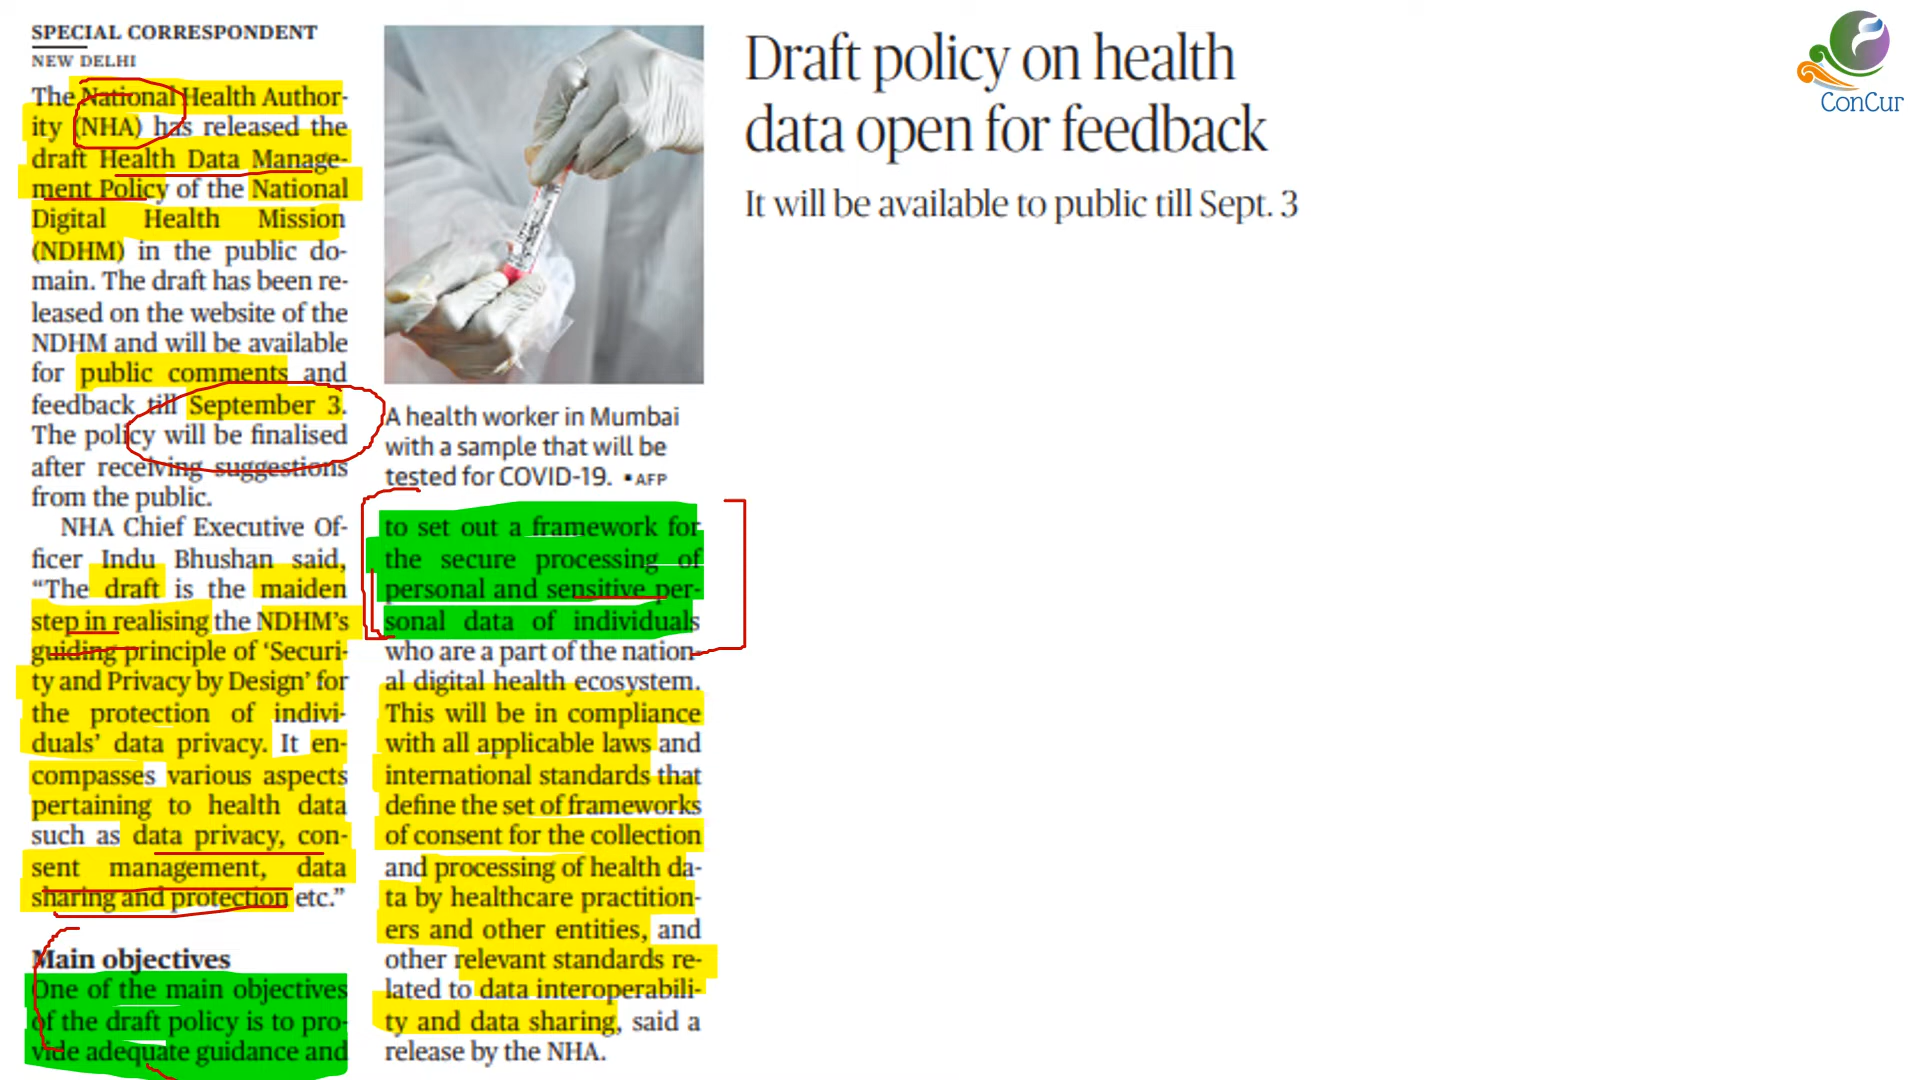 SPECIAL CORRESPONDENT
NEW DELHI
The National Health Author-
ity (NHA) has released the
draft Health Data Manage-
ment Policy of the National
Digital Health Mission
(NDHM) in the public do-
main. The draft has been re-
leased on the website of the
NDHM and will be available
for public comments and
feedback till September 3.
The policy will be finalised
after receiving suggestions
from the public.
NHA Chief Executive Of-
ficer Indu Bhushan said,
“The draft is the maiden
step in realising the NDHM’s
guiding principle of ‘Securi-
ty and Privacy by Design’ for
the protection of indivi-
duals’ data privacy. It en-
compasses various aspects
pertaining to health data
such as data privacy, con-
sent management, data
sharing and protection etc.”
Main objectives
One of the main objectives
of the draft policy is to pro-
vide adequate guidance and
A health worker in Mumbai
with a sample that will be
tested for COVID-19. ▪ AFP
to set out a framework for
the secure processing of
personal and sensitive per-
sonal data of individuals
who are a part of the nation-
al digital health ecosystem.
This will be in compliance
with all applicable laws and
international standards that
define the set of frameworks
of consent for the collection
and processing of health da-
ta by healthcare practition-
ers and other entities, and
other relevant standards re-
lated to data interoperabili-
ty and data sharing, said a
release by the NHA.
Draft policy on health
data open for feedback
It will be available to public till Sept. 3
ConCur